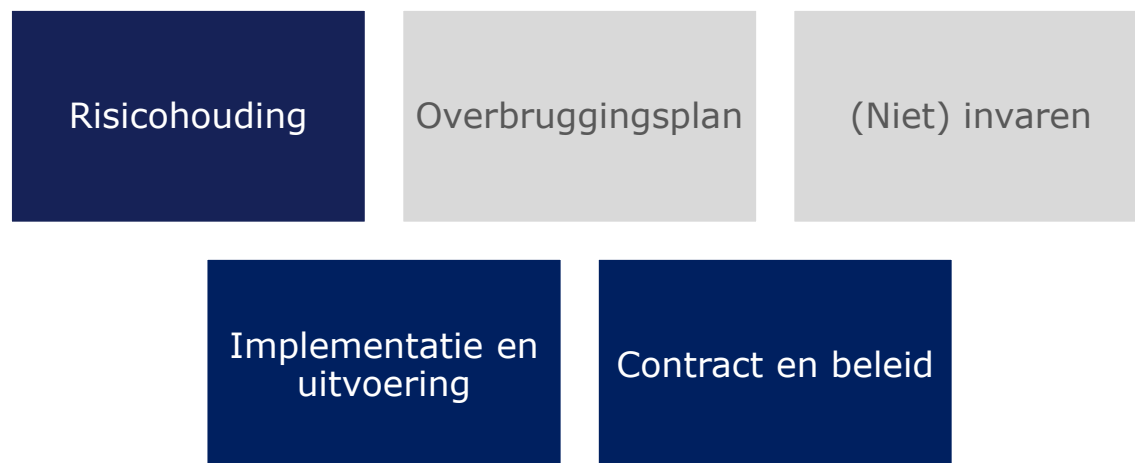 Risicohouding
Overbruggingsplan
(Niet) invaren
Implementatie en
uitvoering
Contract en beleid